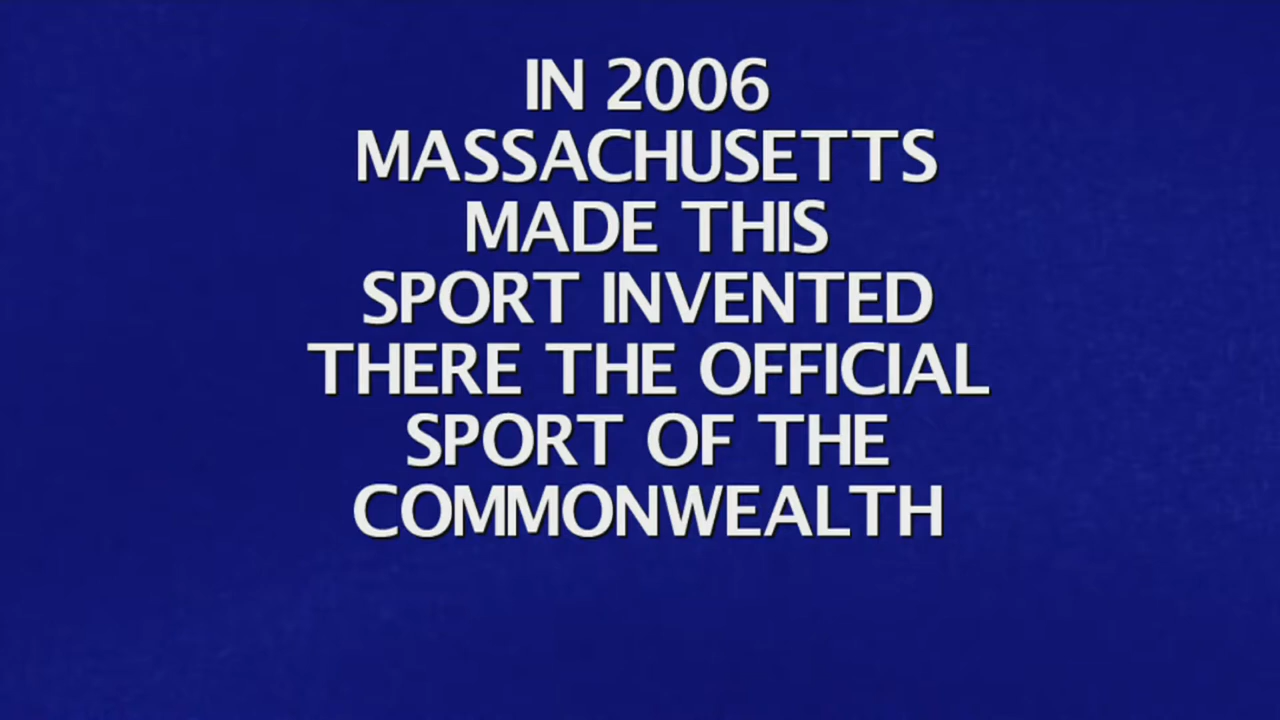 IN 2006
MASSACHUSETTS
MADE THIS
SPORT INVENTED
THERE THE OFFICIAL
SPORT OF THE
COMMONWEALTH